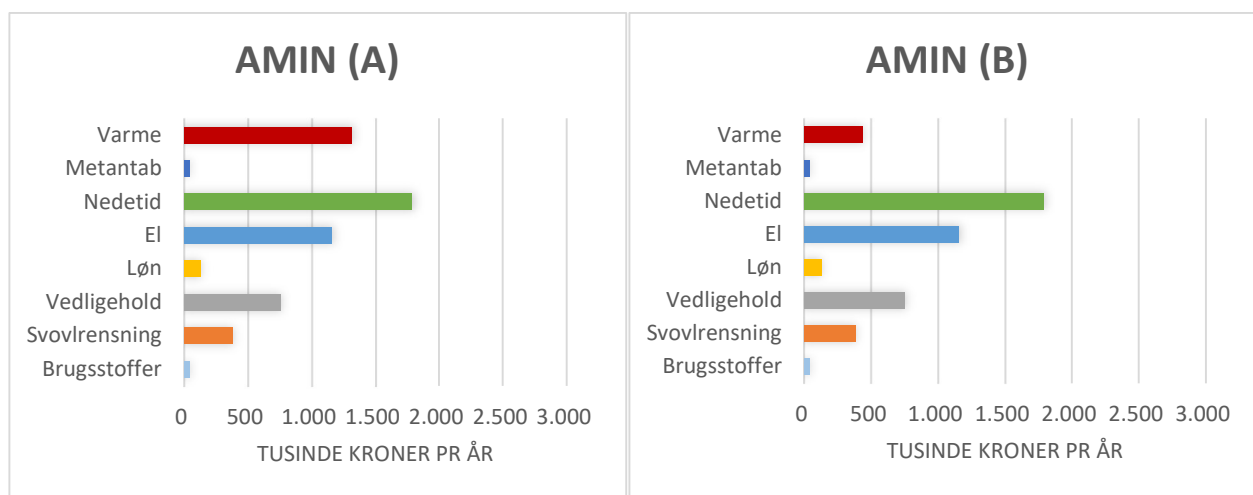 AMIN (A)
Varme
Metantab
Nedetid
El
Løn
Vedligehold
Svovlrensning
Brugsstoffer
0 500 1.000 1.500 2.000 2.500 3.000
TUSINDE KRONER PR ÅR
AMIN (B)
Varme
Metantab
Nedetid
El
Løn
Vedligehold
Svovlrensning
Brugsstoffer
0 500 1.000 1.500 2.000 2.500 3.000
TUSINDE KRONER PR ÅR